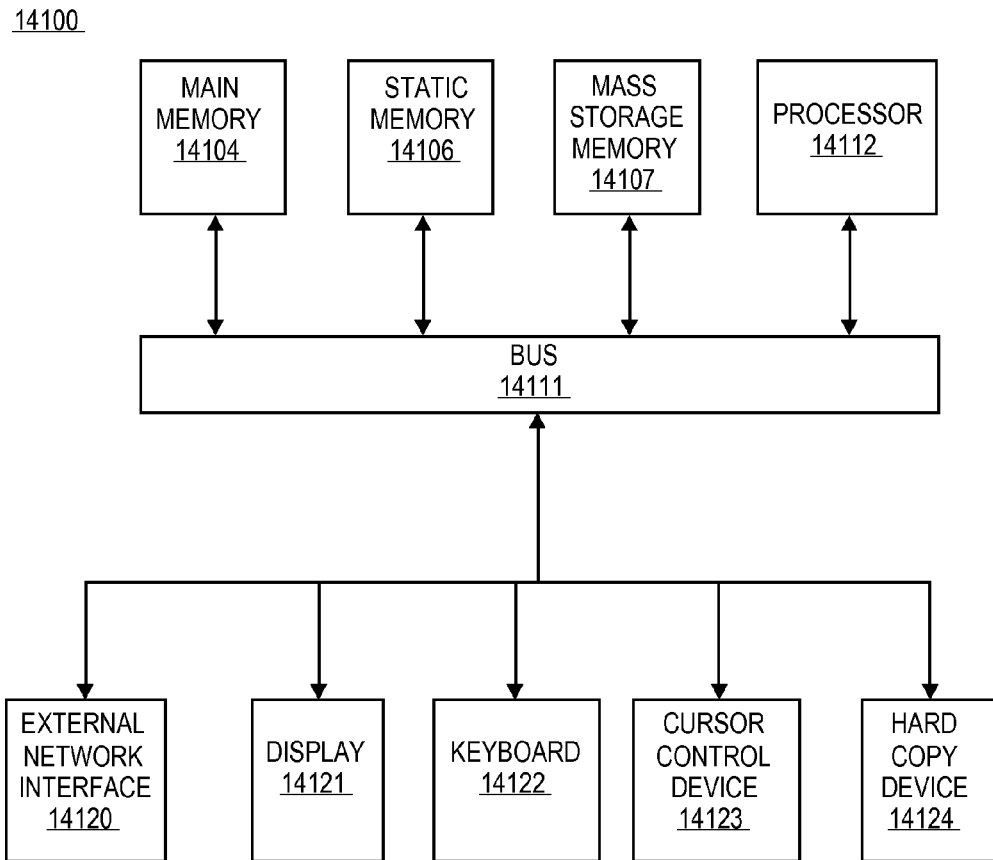 14100
MAIN
MEMORY
14104
STATIC
MEMORY
14106
MASS
STORAGE
MEMORY
14107
PROCESSOR
14112
BUS
14111
EXTERNAL
NETWORK
INTERFACE
14120
DISPLAY
14121
KEYBOARD
14122
CURSOR
CONTROL
DEVICE
14123
HARD
COPY
DEVICE
14124